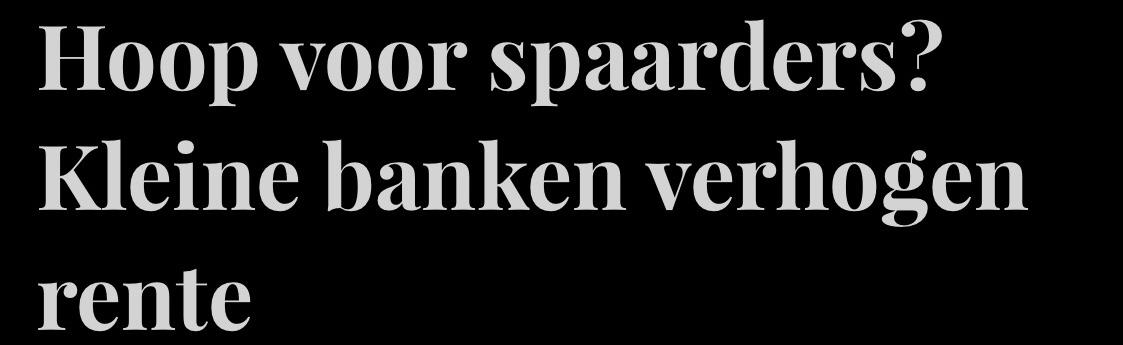 Hoop voor spaarders?
Kleine banken verhogen
rente